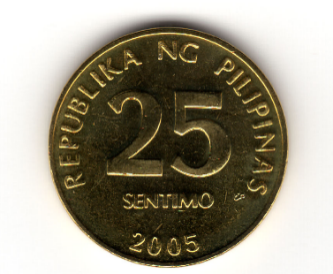 REPUBLIKA NG PILIPINAS
25
SENTIMO
2005